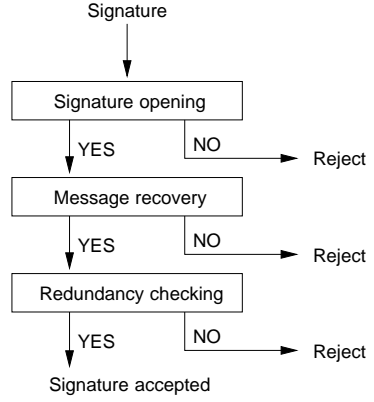 Signature
Signature opening
YES
NO
Reject
Message recovery
YES
NO
Reject
Redundancy checking
YES
NO
Reject
Signature accepted